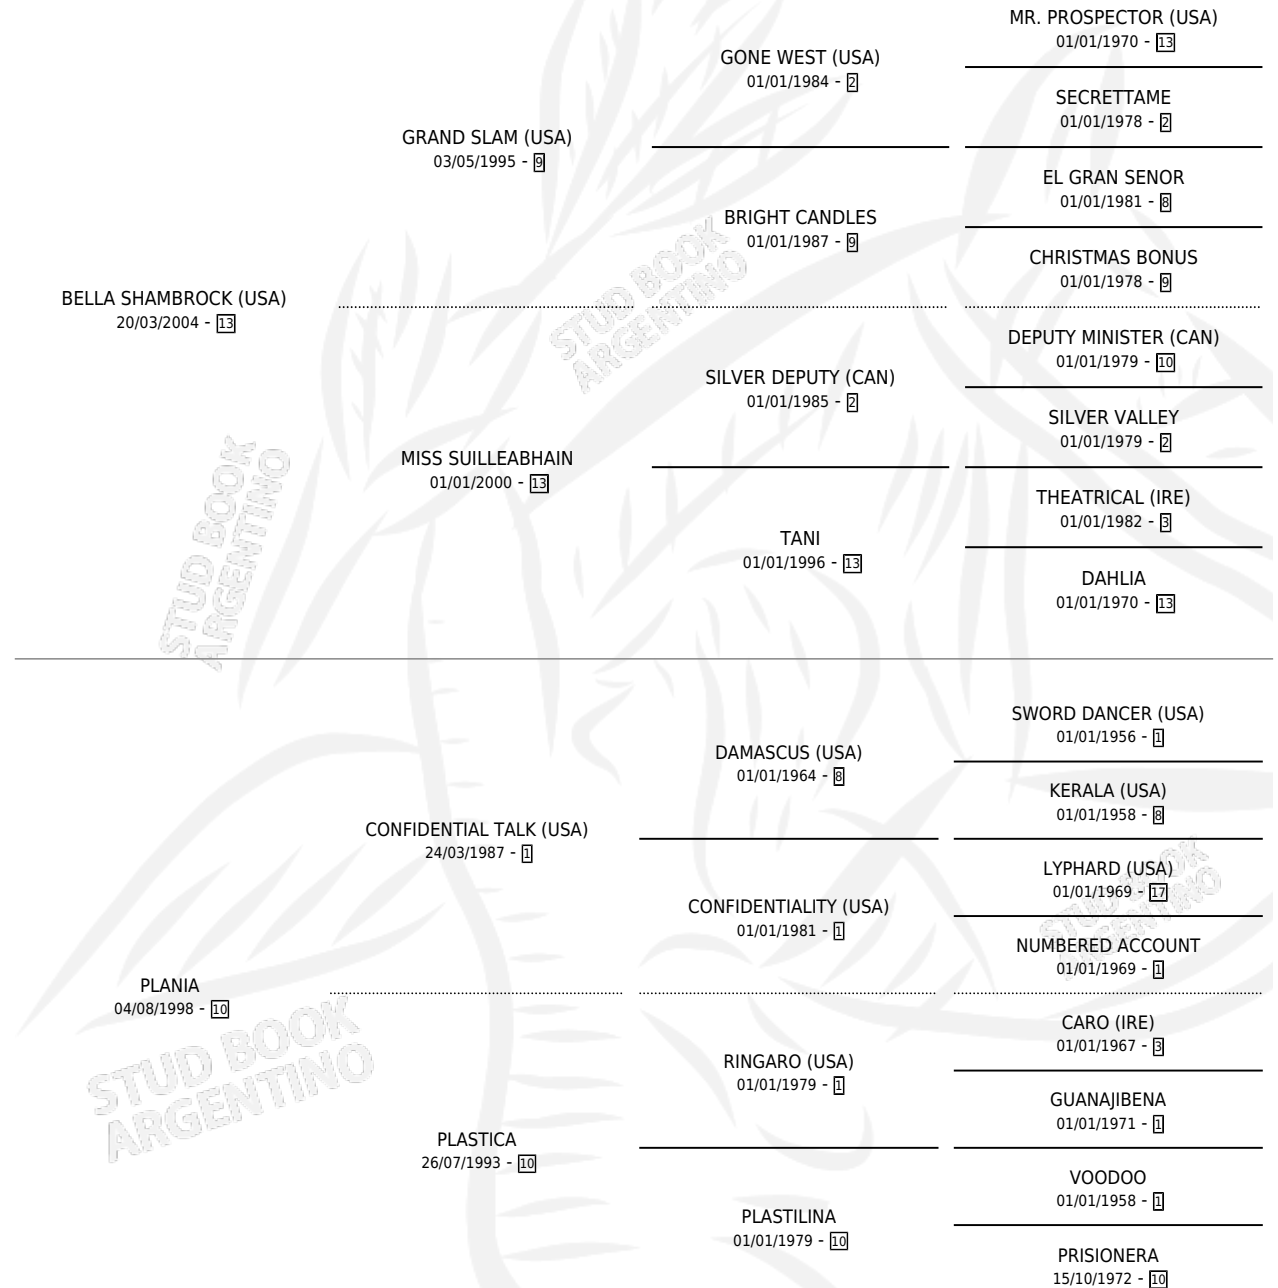 MR. PROSPECTOR (USA)
01/01/1970 - 13
GONE WEST (USA)
01/01/1984 - 2
SECRETTAME
01/01/1978 - 2
GRAND SLAM (USA)
03/05/1995 - 9
EL GRAN SENOR
01/01/1981 - 8
BRIGHT CANDLES
01/01/1987 - 9
CHRISTMAS BONUS
01/01/1978 - 9
BELLA SHAMBROCK (USA)
20/03/2004 - 13
DEPUTY MINISTER (CAN)
01/01/1979 - 10
SILVER DEPUTY (CAN)
01/01/1985 - 2
SILVER VALLEY
01/01/1979 - 2
MISS SUILLEABHAIN
01/01/2000 - 13
THEATRICAL (IRE)
01/01/1982 - 3
TANI
01/01/1996 - 13
DAHLIA
01/01/1970 - 13
SWORD DANCER (USA)
01/01/1956 - 1
DAMASCUS (USA)
01/01/1964 - 8
KERALA (USA)
01/01/1958 - 8
CONFIDENTIAL TALK (USA)
24/03/1987 - 1
LYPHARD (USA)
01/01/1969 - 17
CONFIDENTIALITY (USA)
01/01/1981 - 1
NUMBERED ACCOUNT
01/01/1969 - 1
PLANIA
04/08/1998 - 10
CARO (IRE)
01/01/1967 - 3
RINGARO (USA)
01/01/1979 - 1
GUANAJIBENA
01/01/1971 - 1
PLASTICA
26/07/1993 - 10
VOODOO
01/01/1958 - 1
PLASTILINA
01/01/1979 - 10
PRISIONERA
15/10/1972 - 10
STUD BOOK
ARGENTINO
STUD BOOK
ARGENTINO
STUD BOOK
ARGENTINO
STUD BOOK
ARGENTINO